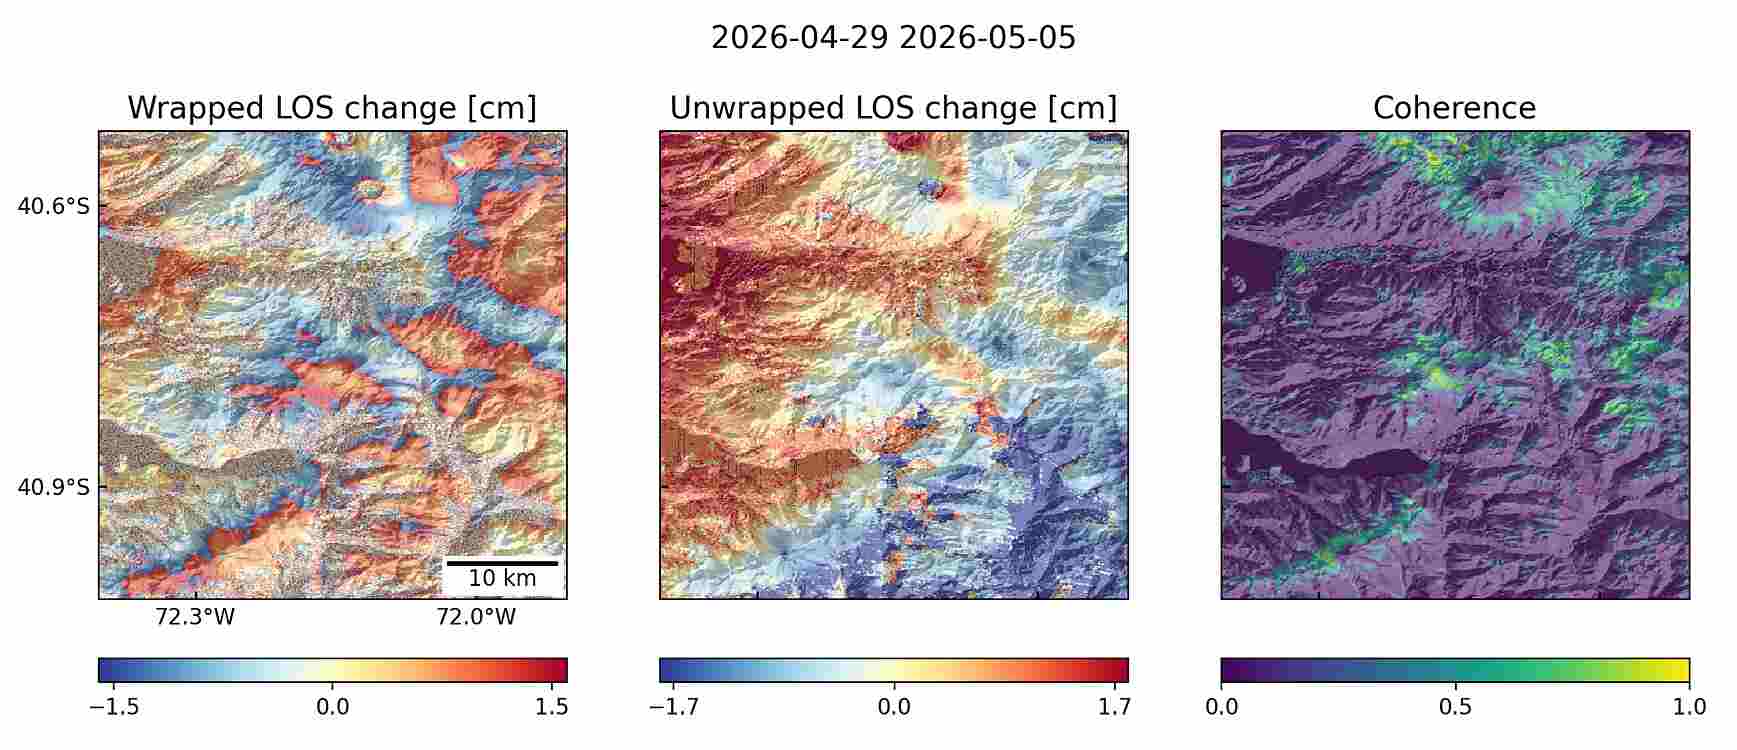 2026-04-29 2026-05-05
Wrapped LOS change [cm]
Unwrapped LOS change [cm]
Coherence
40.6°S
40.9°S
10 km
72.3°W
72.0°W
−1.5
0.0
1.5
−1.7
0.0
1.7
0.0
0.5
1.0